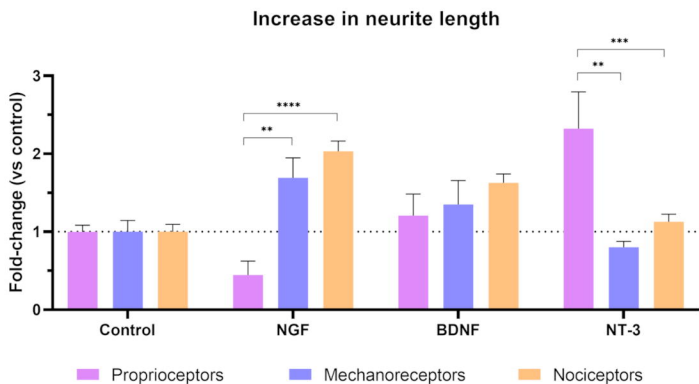 Increase in neurite length
Fold-change (vs control)
3
2
1
0
***
**
****
**
Control NGF BDNF NT-3
Proprioceptors Mechanoreceptors Nociceptors